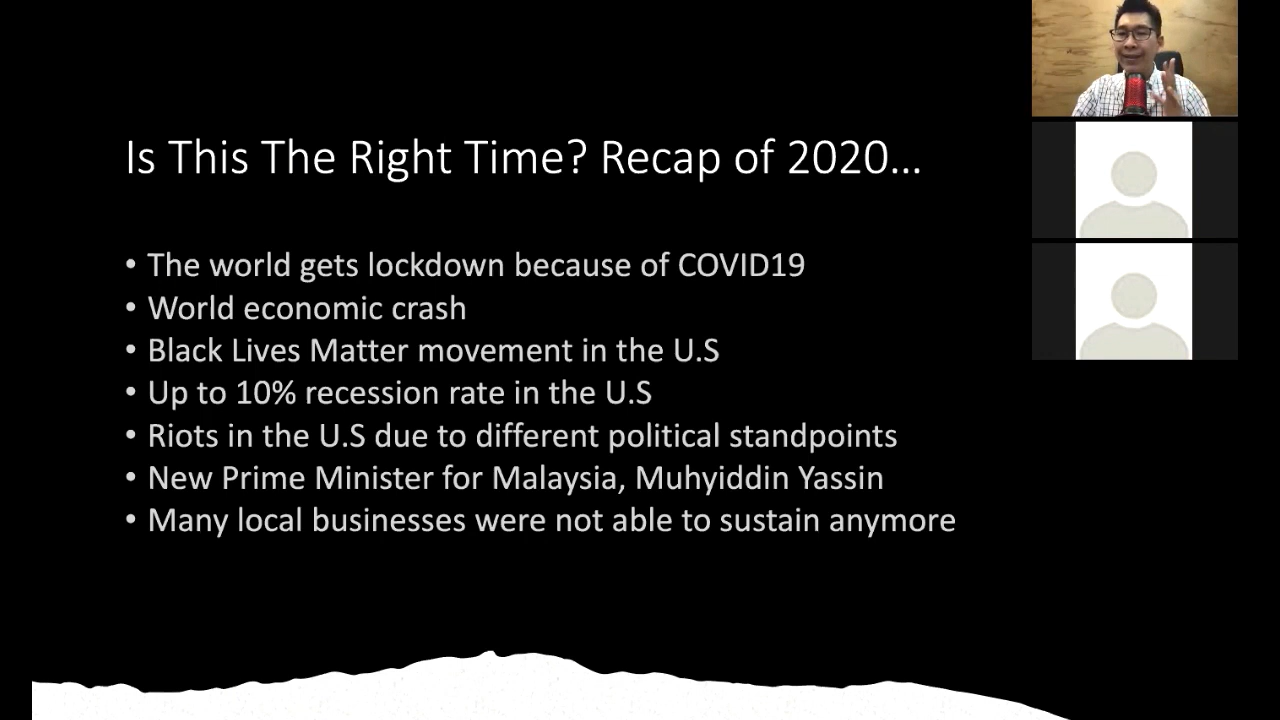 Is This The Right Time? Recap of 2020...
• The world gets lockdown because of COVID19
• World economic crash
• Black Lives Matter movement in the U.S
• Up to 10% recession rate in the U.S
• Riots in the U.S due to different political standpoints
• New Prime Minister for Malaysia, Muhyiddin Yassin
• Many local businesses were not able to sustain anymore